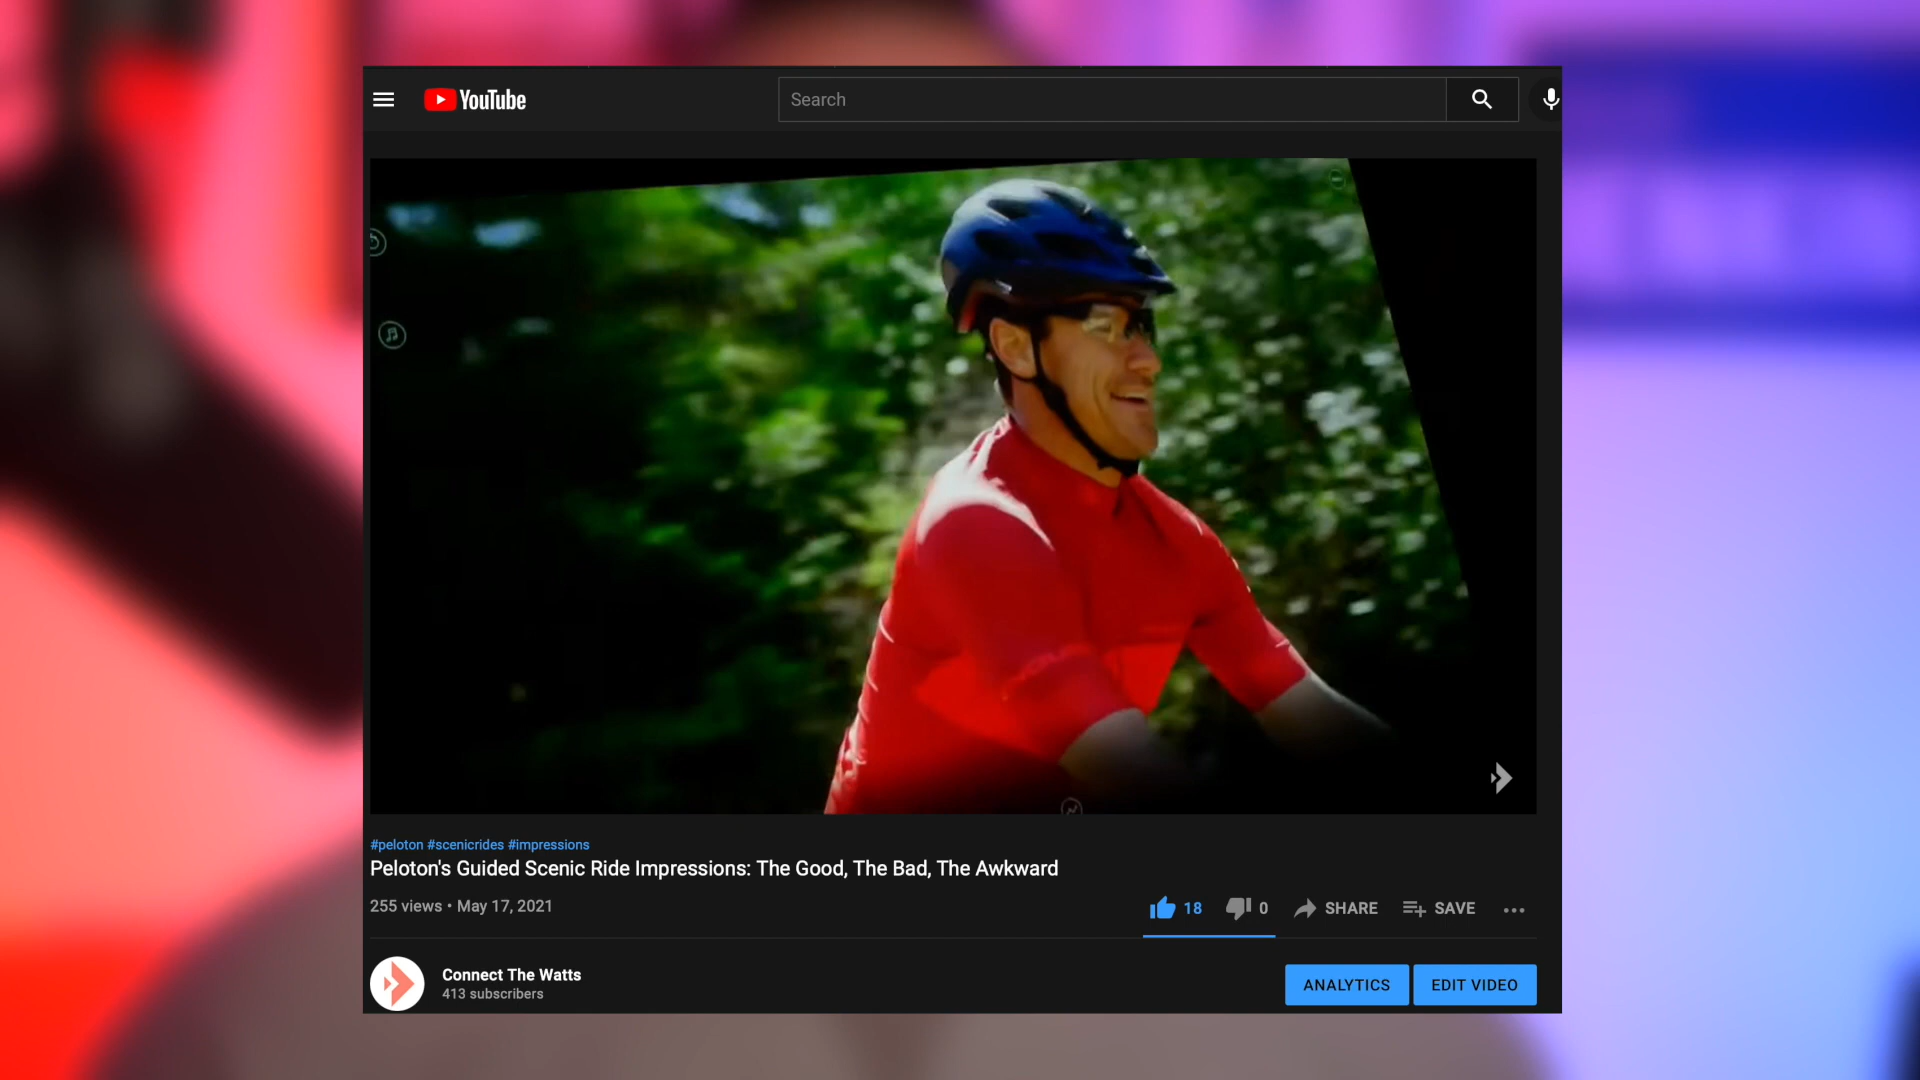 YouTube
Search
#peloton #scenicrides #impressions
Peloton's Guided Scenic Ride Impressions: The Good, The Bad, The Awkward
255 views • May 17, 2021
18
0
SHARE
SAVE
Connect The Watts
413 subscribers
ANALYTICS
EDIT VIDEO